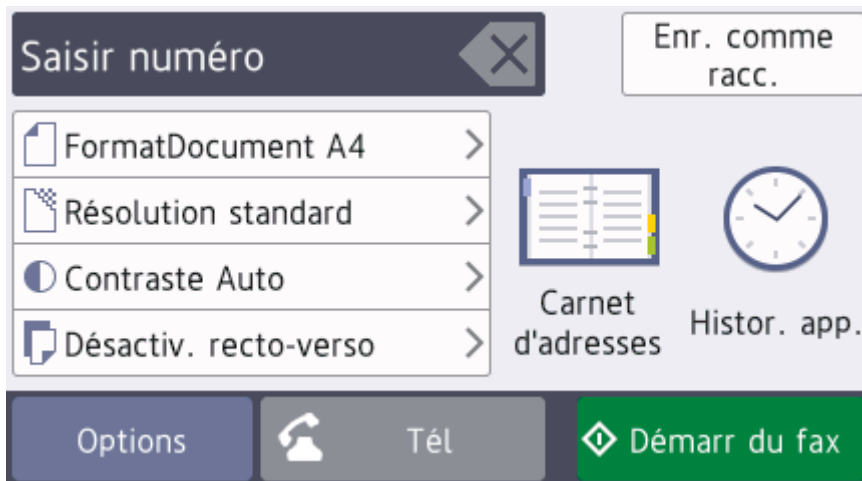 Saisir numéro
Enr. comme
racc.
FormatDocument A4
Résolution standard
Contraste Auto
Désactiv. recto-verso
Carnet
d'adresses
Histor. app.
Options
Tél
Démarr du fax